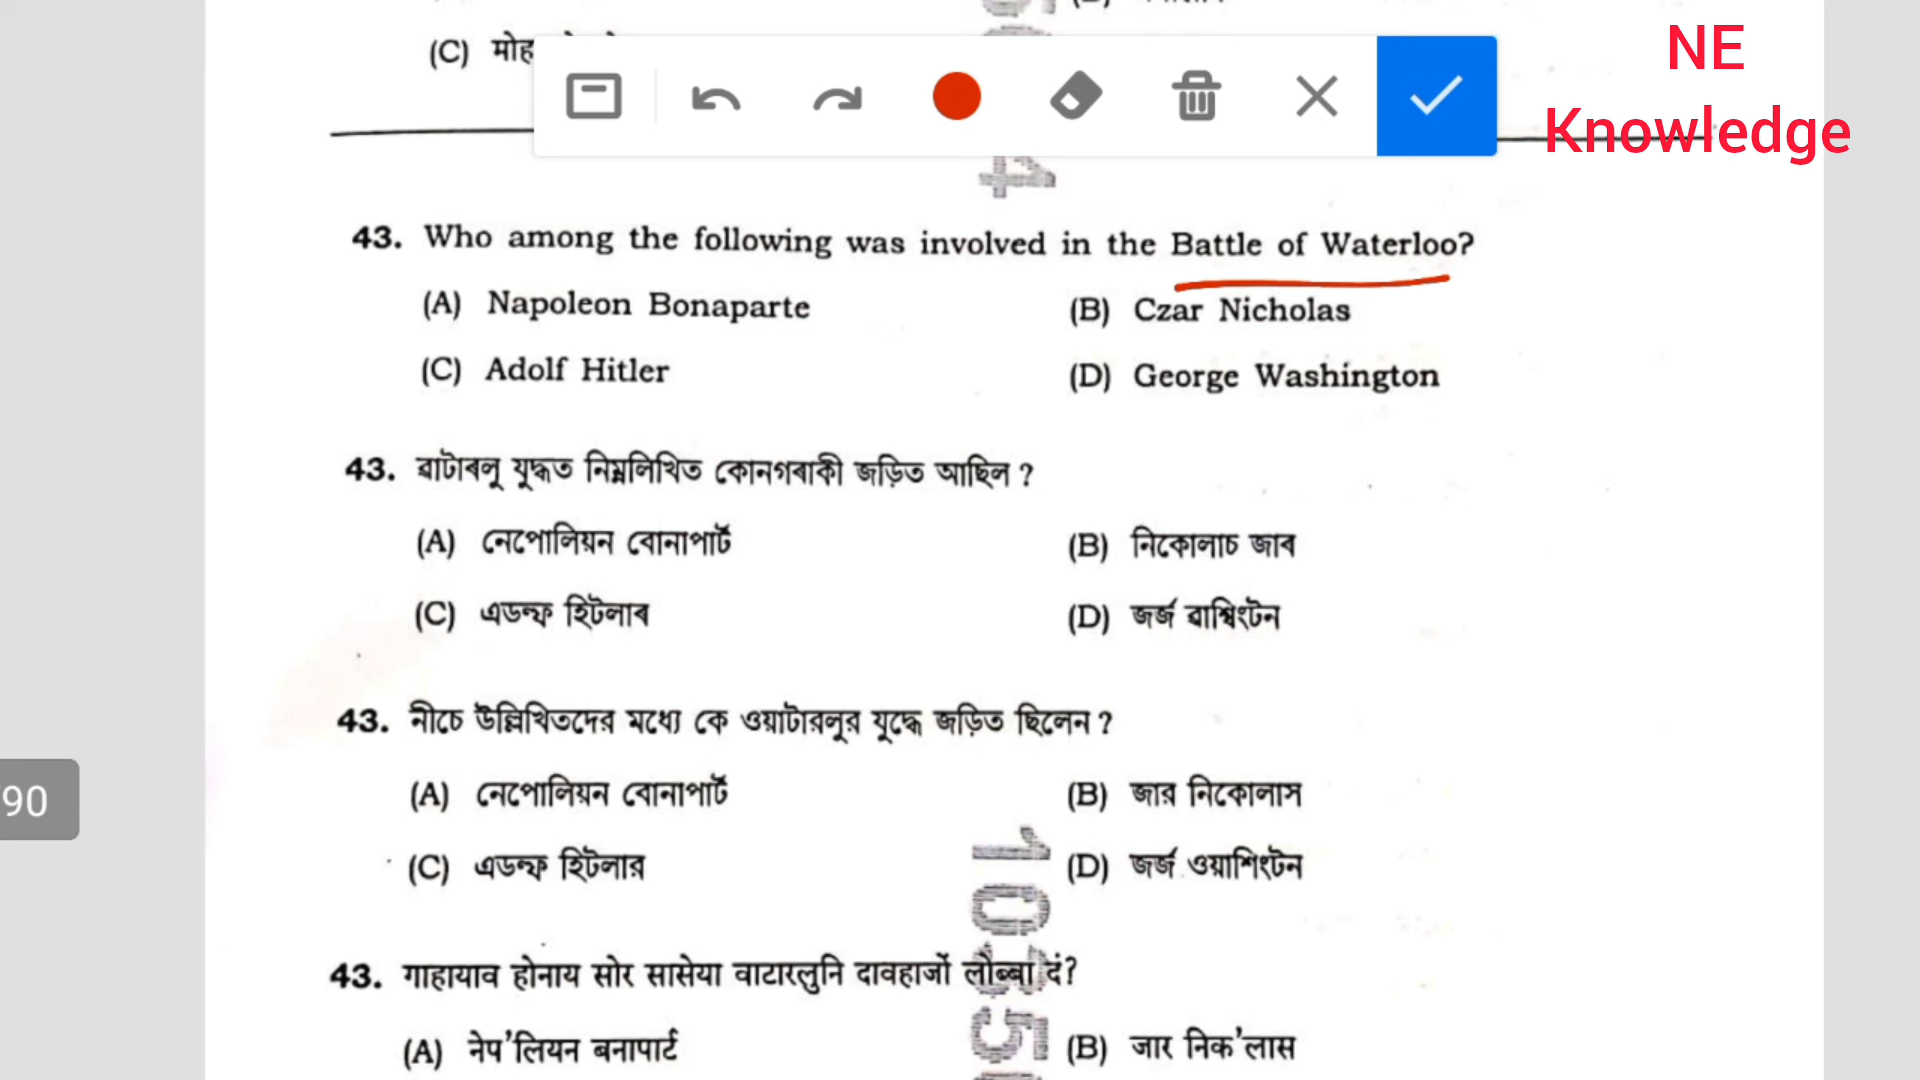 NE
Knowledge
(C) मोह
43. Who among the following was involved in the Battle of Waterloo?
(A) Napoleon Bonaparte (B) Czar Nicholas
(C) Adolf Hitler (D) George Washington
43. ৱাটাৰলু যুদ্ধত নিম্নলিখিত কোনগৰাকী জড়িত আছিল ?
(A) নেপোলিয়ন বোনাপার্ট (B) নিকোলাচ জাৰ
(C) এডল্ফ হিটলাৰ (D) জৰ্জ ৱাশ্বিংটন
43. নীচে উল্লিখিতদের মধ্যে কে ওয়াটারলুর যুদ্ধে জড়িত ছিলেন ?
(A) নেপোলিয়ন বোনাপার্ট (B) জার নিকোলাস
(C) এডল্ফ হিটলার (D) জর্জ ওয়াশিংটন
90
43. गाहायाव होनाय सोर सासेया वाटारलुनि दावहाजों लोब्बा दं?
(A) नेप'लियन बनापार्ट (B) जार निक'लास